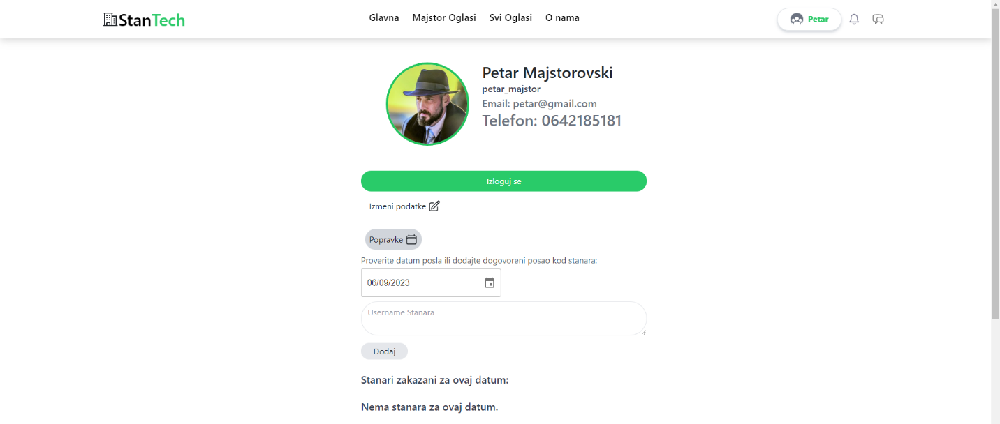 StanTech
Glavna Majstor Oglasi Svi Oglasi O nama
Petar
Petar Majstorovski
petar_majstor
Email: petar@gmail.com
Telefon: 0642185181
Izloguj se
Izmeni podatke
Popravke
Proverite datum posla ili dodajte dogovoreni posao kod stanara:
06/09/2023
Username Stanara
Dodaj
Stanari zakazani za ovaj datum:
Nema stanara za ovaj datum.